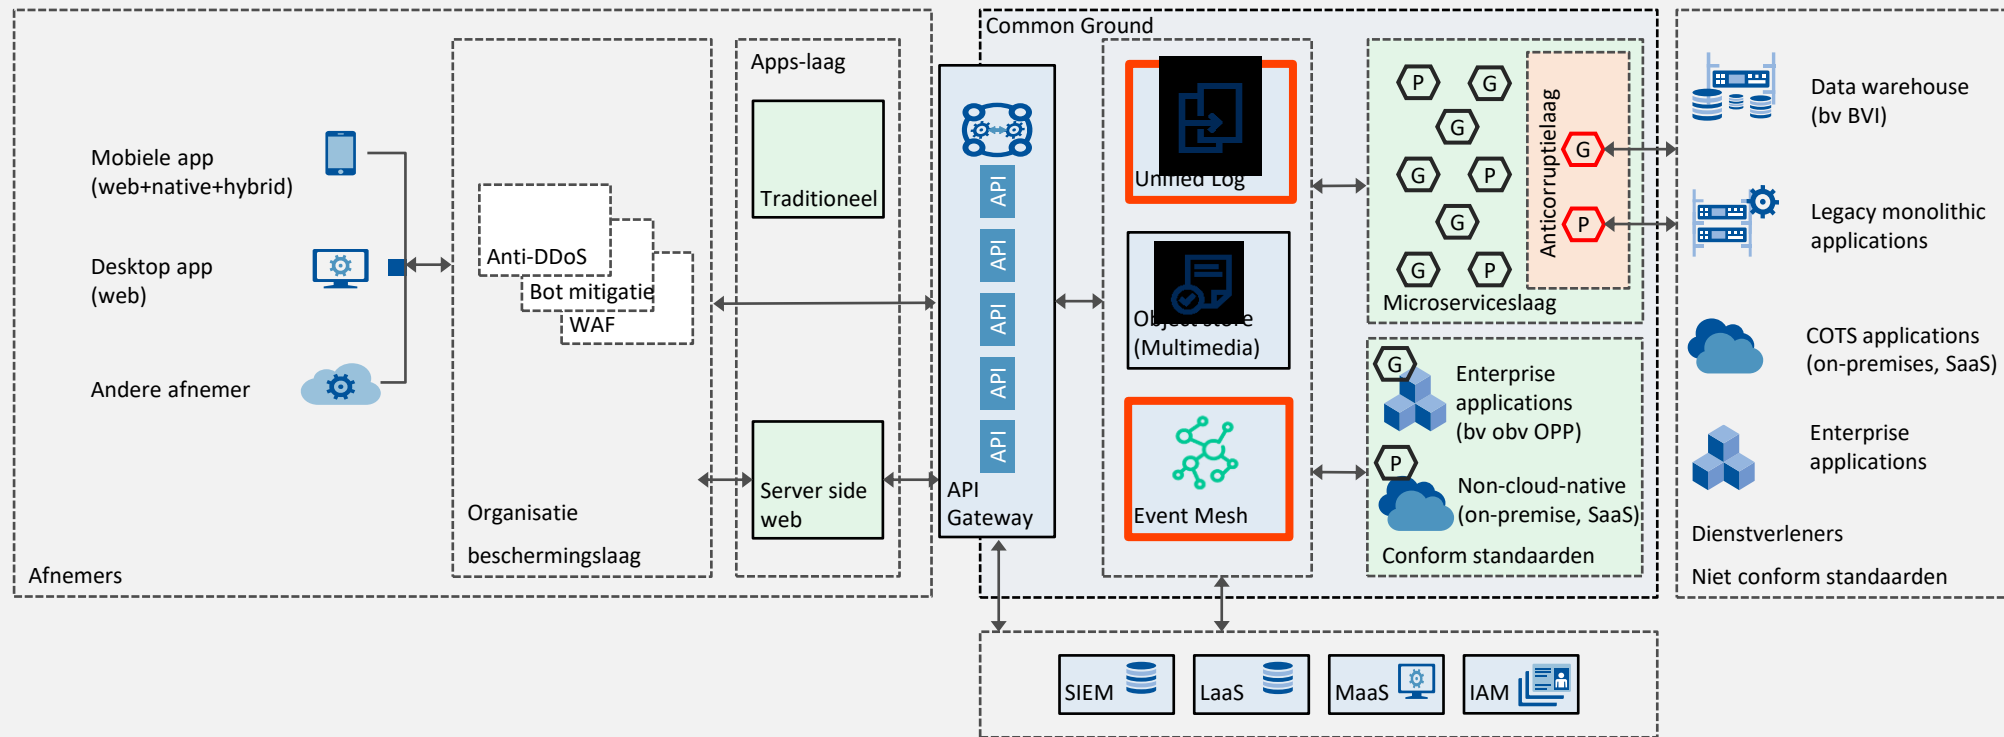 Afnemers
Mobiele app
(web+native+hybrid)
Desktop app
(web)
Andere afnemer
Anti-DDoS
Bot mitigatie
WAF
Organisatie
beschermingslaag
Apps-laag
Traditioneel
Server side
web
Common Ground
API
API
API
API
API
API
Gateway
Unified Log
Object store
(Multimedia)
Event Mesh
P
G
G
G
P
G
G
P
Microserviceslaag
Anticorruptielaag
G
P
G
Enterprise
applications
(bv obv OPP)
P
Non-cloud-native
(on-premise, SaaS)
Conform standaarden
Data warehouse
(bv BVI)
Legacy monolithic
applications
COTS applications
(on-premises, SaaS)
Enterprise
applications
Dienstverleners
Niet conform standaarden
SIEM
LaaS
MaaS
IAM